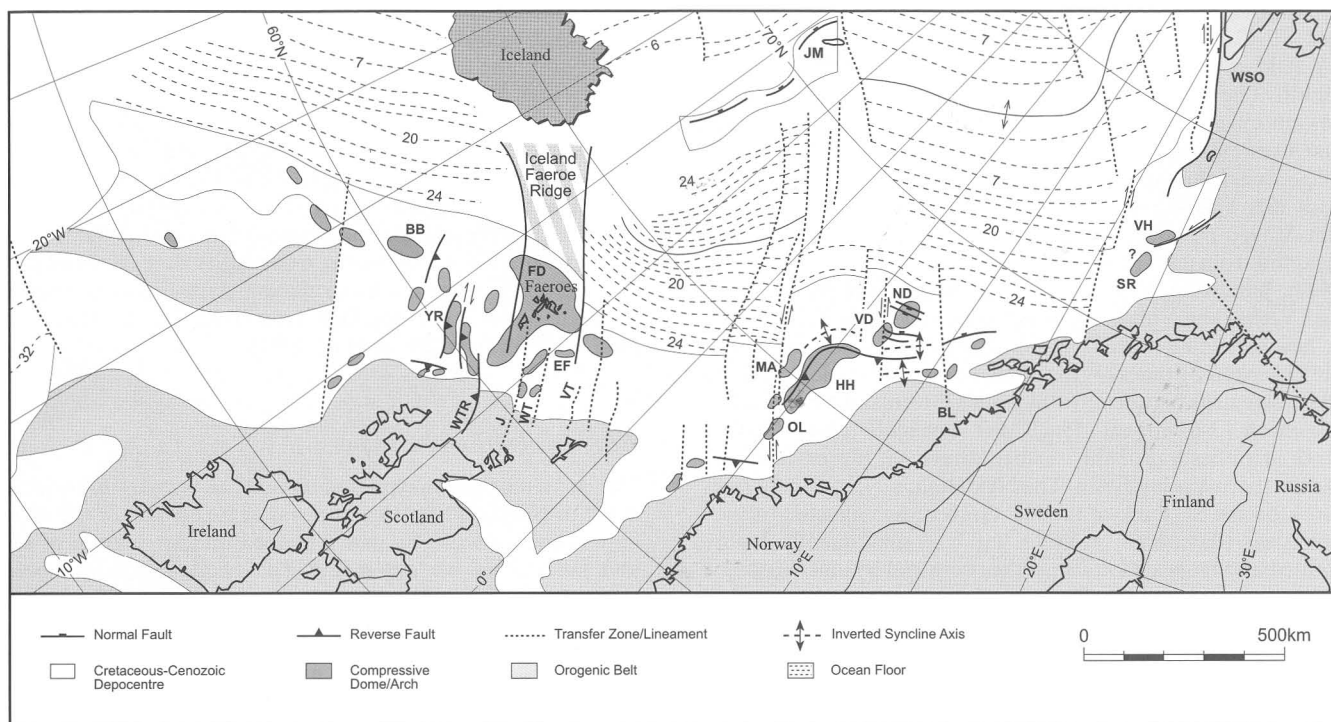 60°N
Iceland
6
70°N
JM
7
WSO
7
20
24
Iceland
Faeroe
Ridge
24
7
20°W
BB
VH
?
SR
FD
Faeroes
20
20
ND
24
32
YR
24
VD
EF
MA
HH
WTR
J
WT
VT
BL
OL
Ireland
Scotland
Norway
Sweden
Finland
Russia
10°W
0°
10°E
20°E
30°E
Normal Fault
Reverse Fault
Transfer Zone/Lineament
Inverted Syncline Axis
0 500km
Cretaceous-Cenozoic
Depocentre
Compressive
Dome/Arch
Orogenic Belt
Ocean Floor